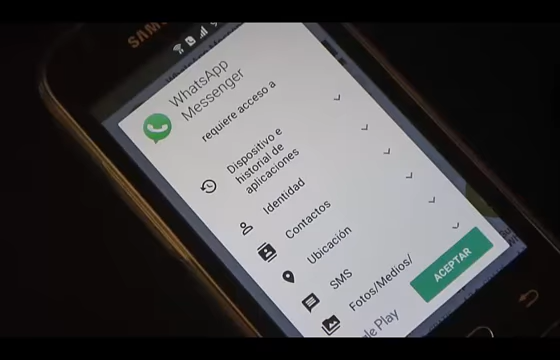 SAMS
WhatsApp
Messenger
requiere acceso a
Dispositivo e
historial de
aplicaciones
Identidad
Contactos
Ubicación
SMS
Fotos/Medios/
ACEPTAR
le Play